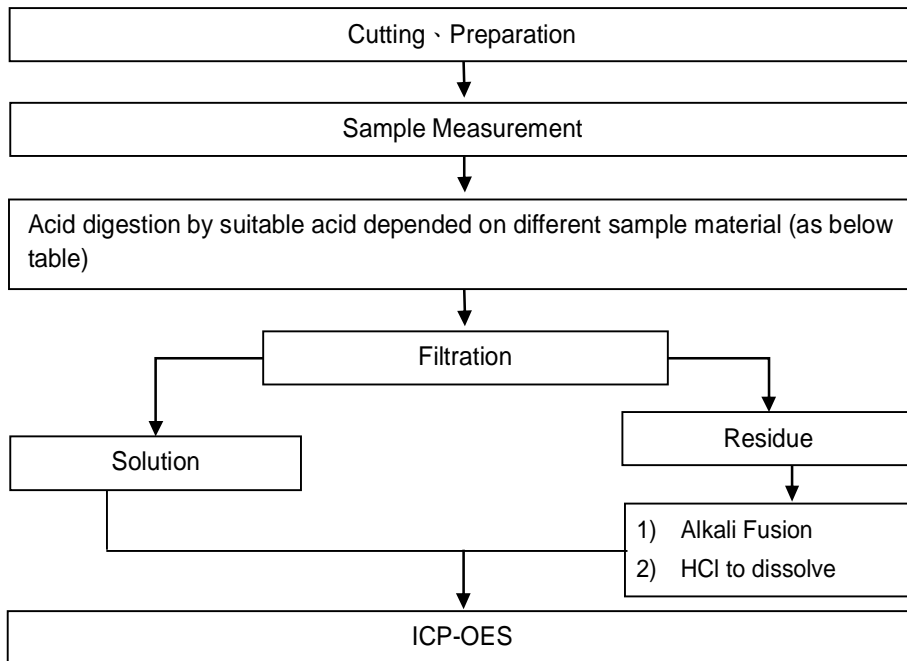 Cutting、Preparation
Sample Measurement
Acid digestion by suitable acid depended on different sample material (as below
table)
Filtration
Solution
Residue
1) Alkali Fusion
2) HCl to dissolve
ICP-OES